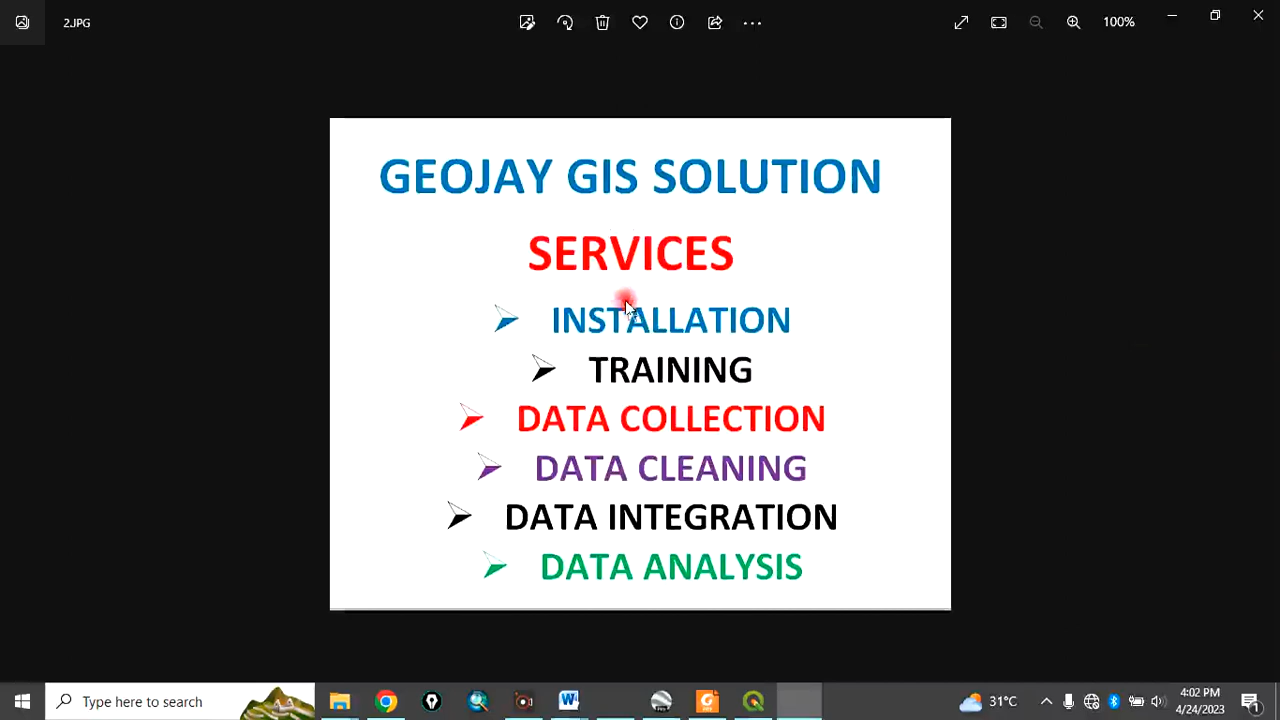 2.JPG
100%
GEOJAY GIS SOLUTION
SERVICES
INSTALLATION
TRAINING
DATA COLLECTION
DATA CLEANING
DATA INTEGRATION
DATA ANALYSIS
Type here to search
31°C
4:02 PM
4/24/2023
1